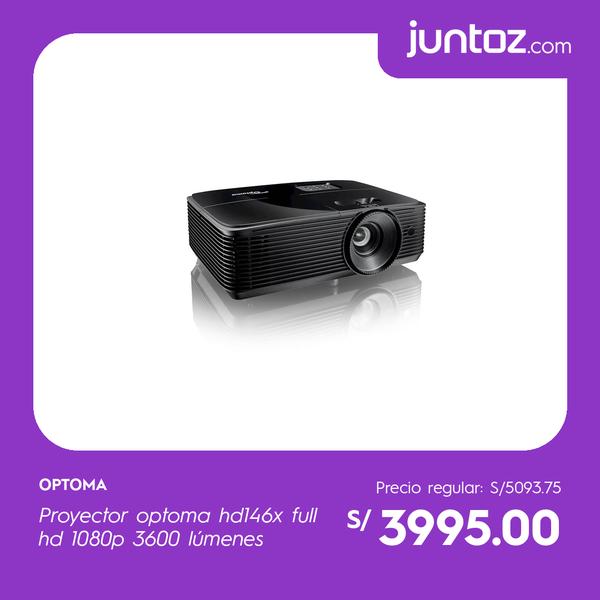 juntoz.com
OPTOMA
Proyector optoma hd146x full
hd 1080p 3600 lúmenes
Precio regular: S/5093.75
S/ 3995.00